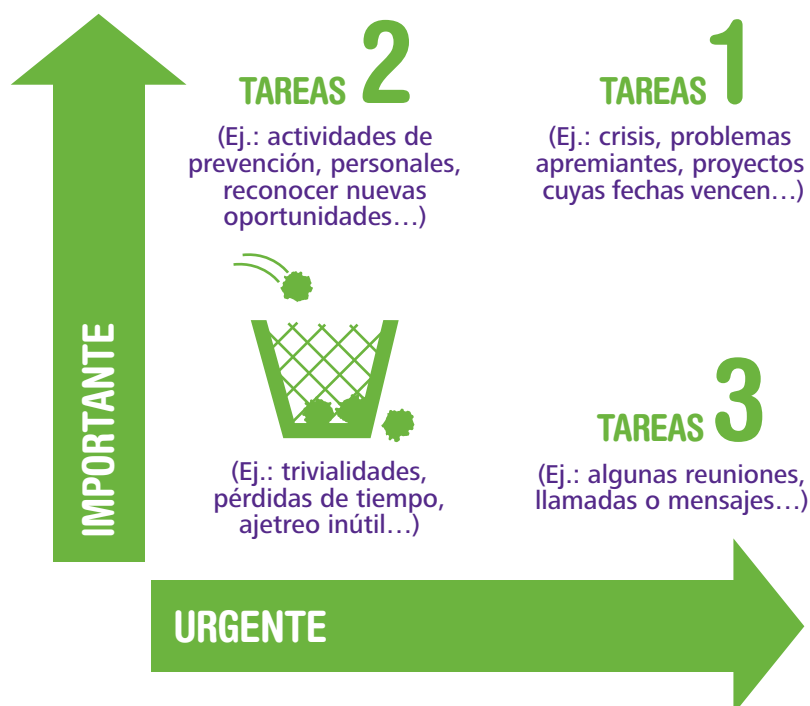 TAREAS 2
(Ej.: actividades de
prevención, personales,
reconocer nuevas
oportunidades…)
TAREAS 1
(Ej.: crisis, problemas
apremiantes, proyectos
cuyas fechas vencen…)
(Ej.: trivialidades,
pérdidas de tiempo,
ajetreo inútil…)
TAREAS 3
(Ej.: algunas reuniones,
llamadas o mensajes…)
IMPORTANTE
URGENTE